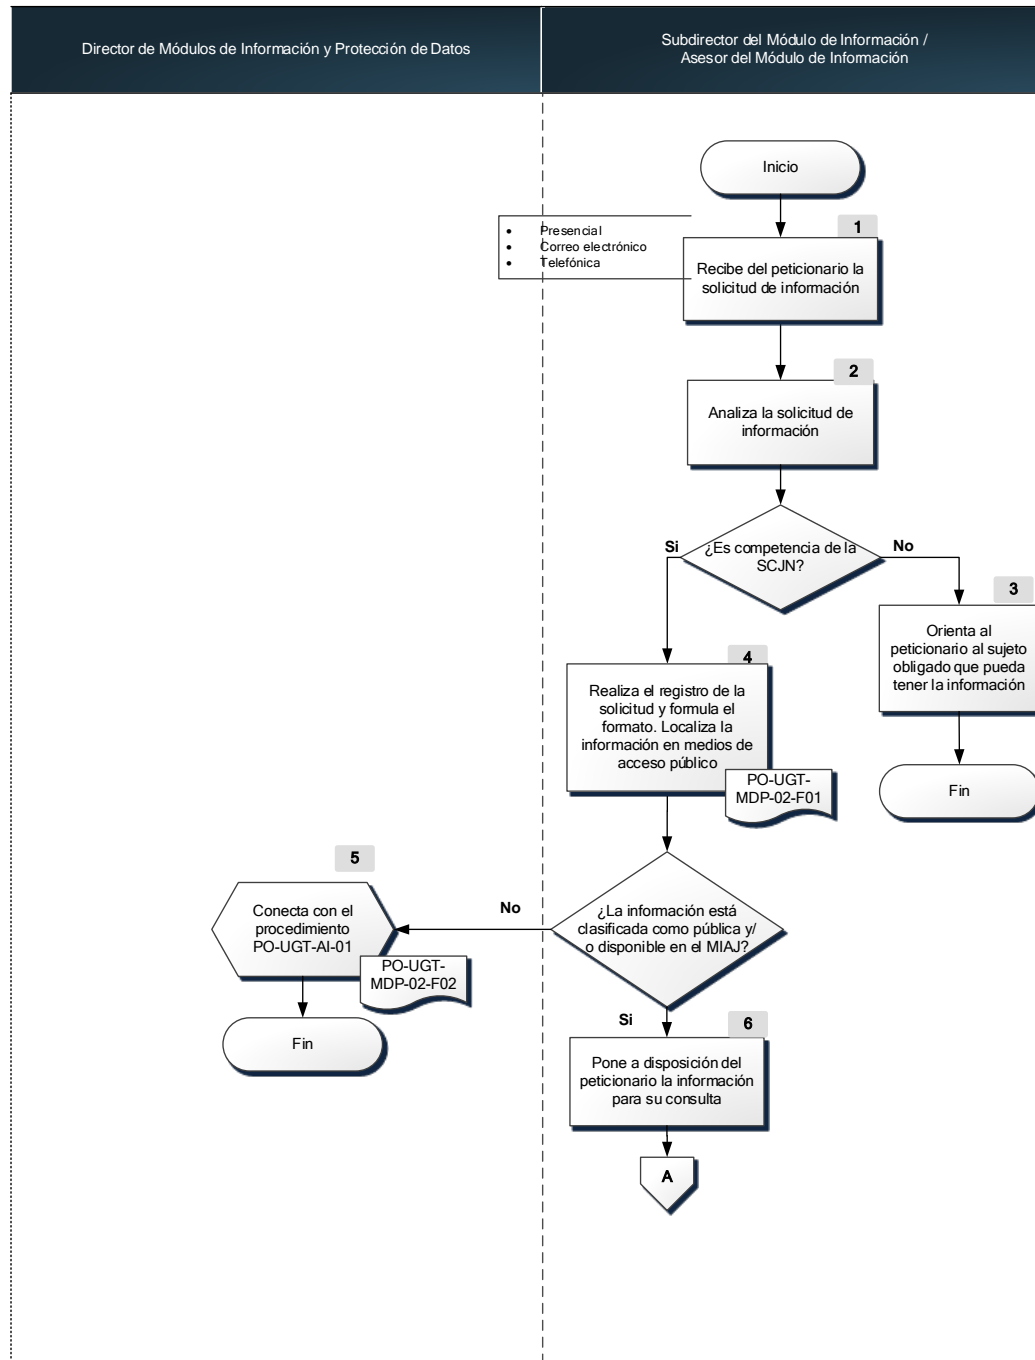 Director de Módulos de Información y Protección de Datos
Subdirector del Módulo de Información /
Asesor del Módulo de Información
Inicio
• Presencial
• Correo electrónico
• Telefónica
1
Recibe del peticionario la
solicitud de información
2
Analiza la solicitud de
información
Si
¿Es competencia de la
SCJN?
No
3
Orienta al
peticionario al sujeto
obligado que pueda
tener la información
4
Realiza el registro de la
solicitud y formula el
formato. Localiza la
información en medios de
acceso público
PO-UGT-
MDP-02-F01
Fin
5
Conecta con el
procedimiento
PO-UGT-AI-01
PO-UGT-
MDP-02-F02
No
¿La información está
clasificada como pública y/
o disponible en el MIAJ?
Fin
Si
6
Pone a disposición del
peticionario la información
para su consulta
A